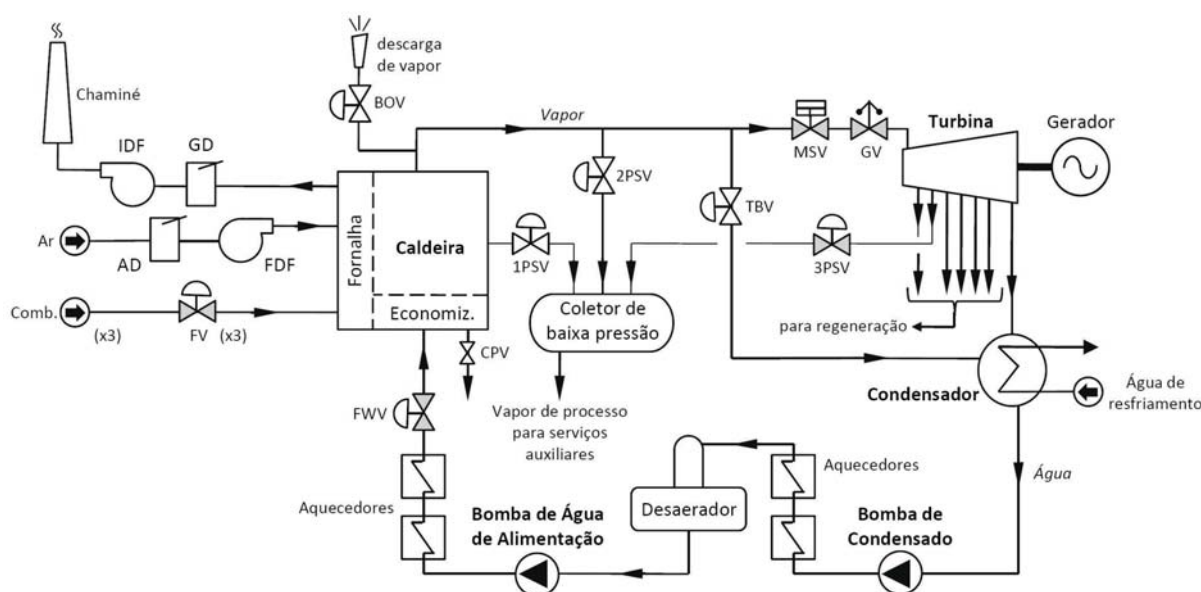 descarga
de vapor
Chaminé
BOV
IDF
GD
Vapor
Turbina
Gerador
MSV
GV
2PSV
TBV
Ar
AD
FDF
Fornalha
Caldeira
1PSV
3PSV
Comb.
(x3)
FV
(x3)
Economiz.
Coletor de
baixa pressão
para regeneração
CPV
FWV
Vapor de processo
para serviços
auxiliares
Condensador
Água de
resfriamento
Aquecedores
Água
Desaerador
Aquecedores
Bomba de Água
de Alimentação
Bomba de
Condensado